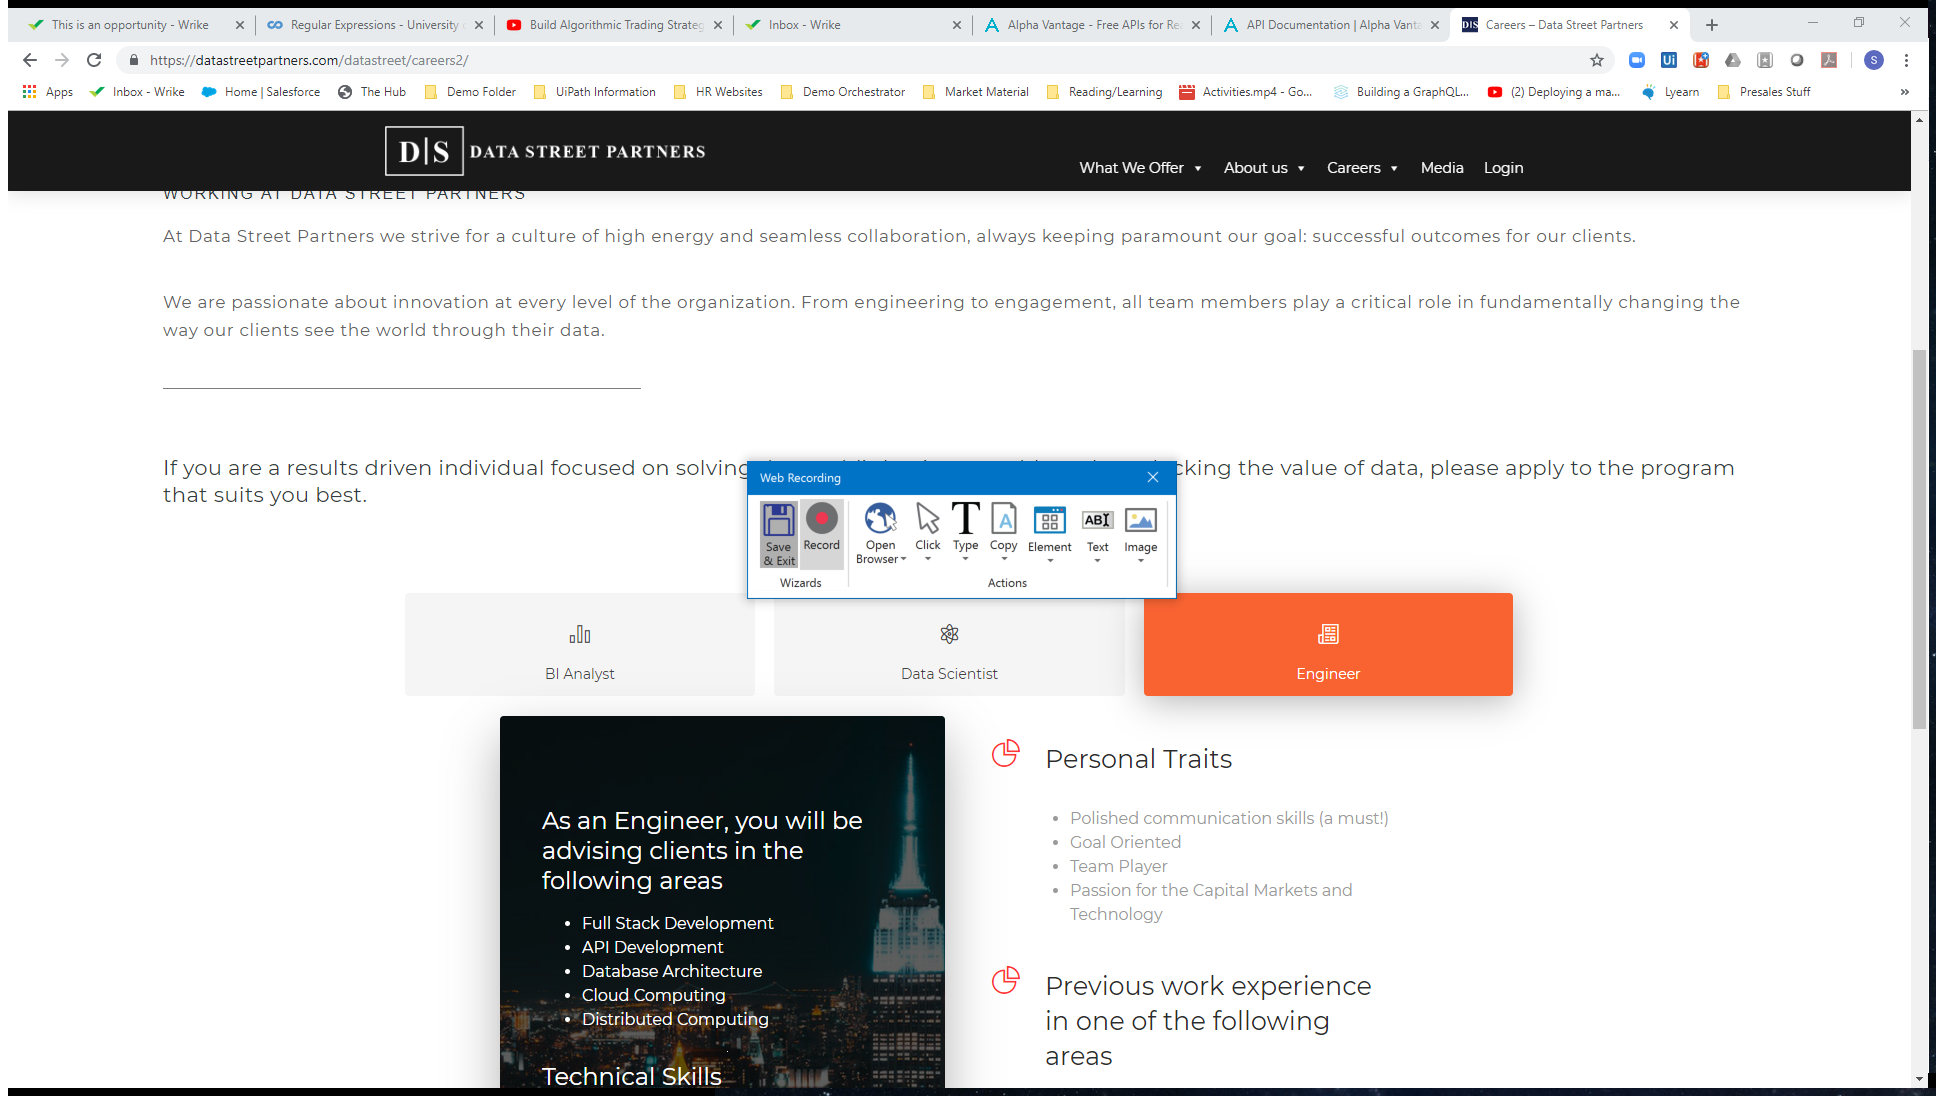 This is an opportunity - Wrike
Regular Expressions - University
Build Algorithmic Trading Strateg
Inbox - Wrike
Alpha Vantage - Free APIs for Re
API Documentation | Alpha Vanta
Careers – Data Street Partners
https://datastreetpartners.com/datastreet/careers2/
S
Apps
Inbox - Wrike
Home | Salesforce
The Hub
Demo Folder
UiPath Information
HR Websites
Demo Orchestrator
Market Material
Reading/Learning
Activities.mp4 - Go...
Building a GraphQL...
(2) Deploying a ma...
Lyearn
Presales Stuff
»
D|S DATA STREET PARTNERS
What We Offer
About us
Careers
Media
Login
WORKING AT DATA STREET PARTNERS
At Data Street Partners we strive for a culture of high energy and seamless collaboration, always keeping paramount our goal: successful outcomes for our clients.
We are passionate about innovation at every level of the organization. From engineering to engagement, all team members play a critical role in fundamentally changing the
way our clients see the world through their data.
If you are a results driven individual focused on solving the value of data, please apply to the program
that suits you best.
Web Recording
Save
& Exit
Record
Open
Browser
Click
Type
Copy
Element
Text
Image
Wizards
Actions
BI Analyst
Data Scientist
Engineer
As an Engineer, you will be
advising clients in the
following areas
• Full Stack Development
• API Development
• Database Architecture
• Cloud Computing
• Distributed Computing
Technical Skills
Personal Traits
• Polished communication skills (a must!)
• Goal Oriented
• Team Player
• Passion for the Capital Markets and
Technology
Previous work experience
in one of the following
areas